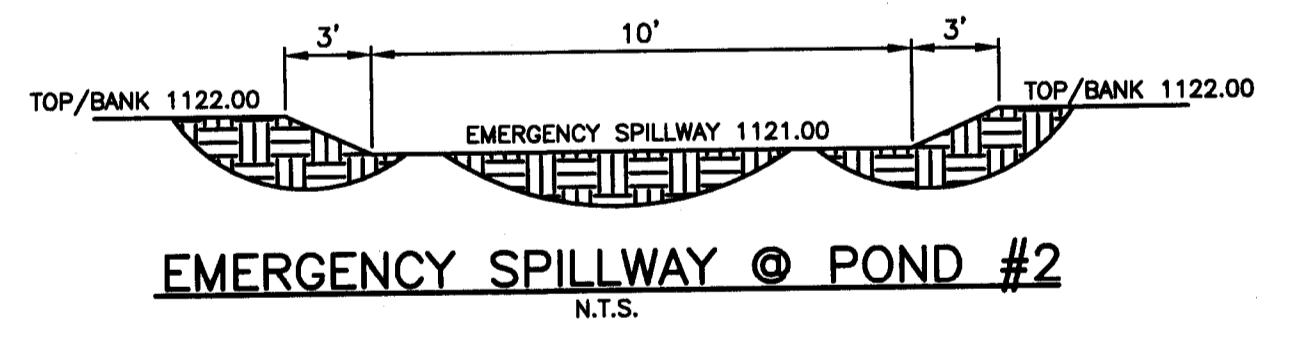 3' 10' 3'
TOP/BANK 1122.00 TOP/BANK 1122.00
EMERGENCY SPILLWAY 1121.00
EMERGENCY SPILLWAY @ POND #2
N.T.S.